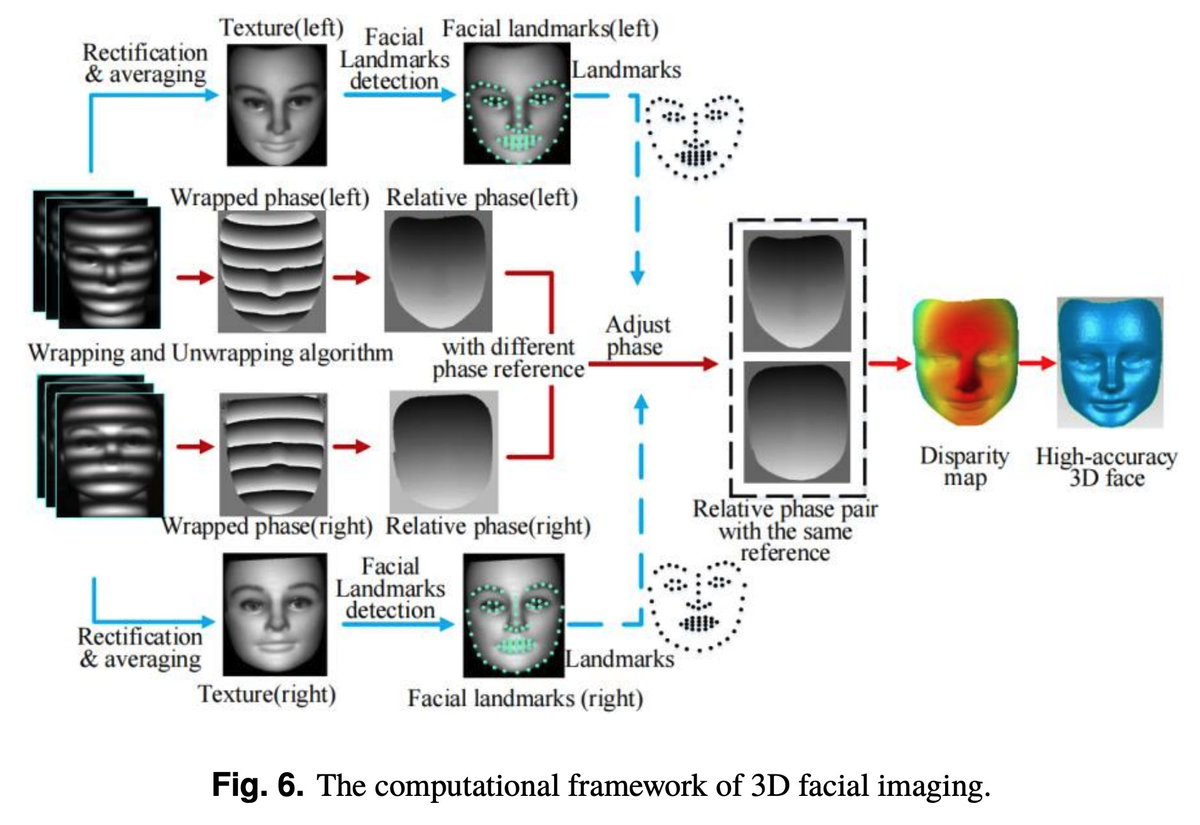 Texture(left)
Facial landmarks(left)
Rectification
& averaging
Facial
Landmarks
detection
Landmarks
Wrapped phase(left)
Relative phase(left)
Wrapping and Unwrapping algorithm
with different
phase reference
Adjust
phase
Wrapped phase(right)
Relative phase(right)
Relative phase pair
with the same
reference
Disparity
map
High-accuracy
3D face
Facial
Landmarks
detection
Rectification
& averaging
Landmarks
Texture(right)
Facial landmarks (right)
Fig. 6. The computational framework of 3D facial imaging.